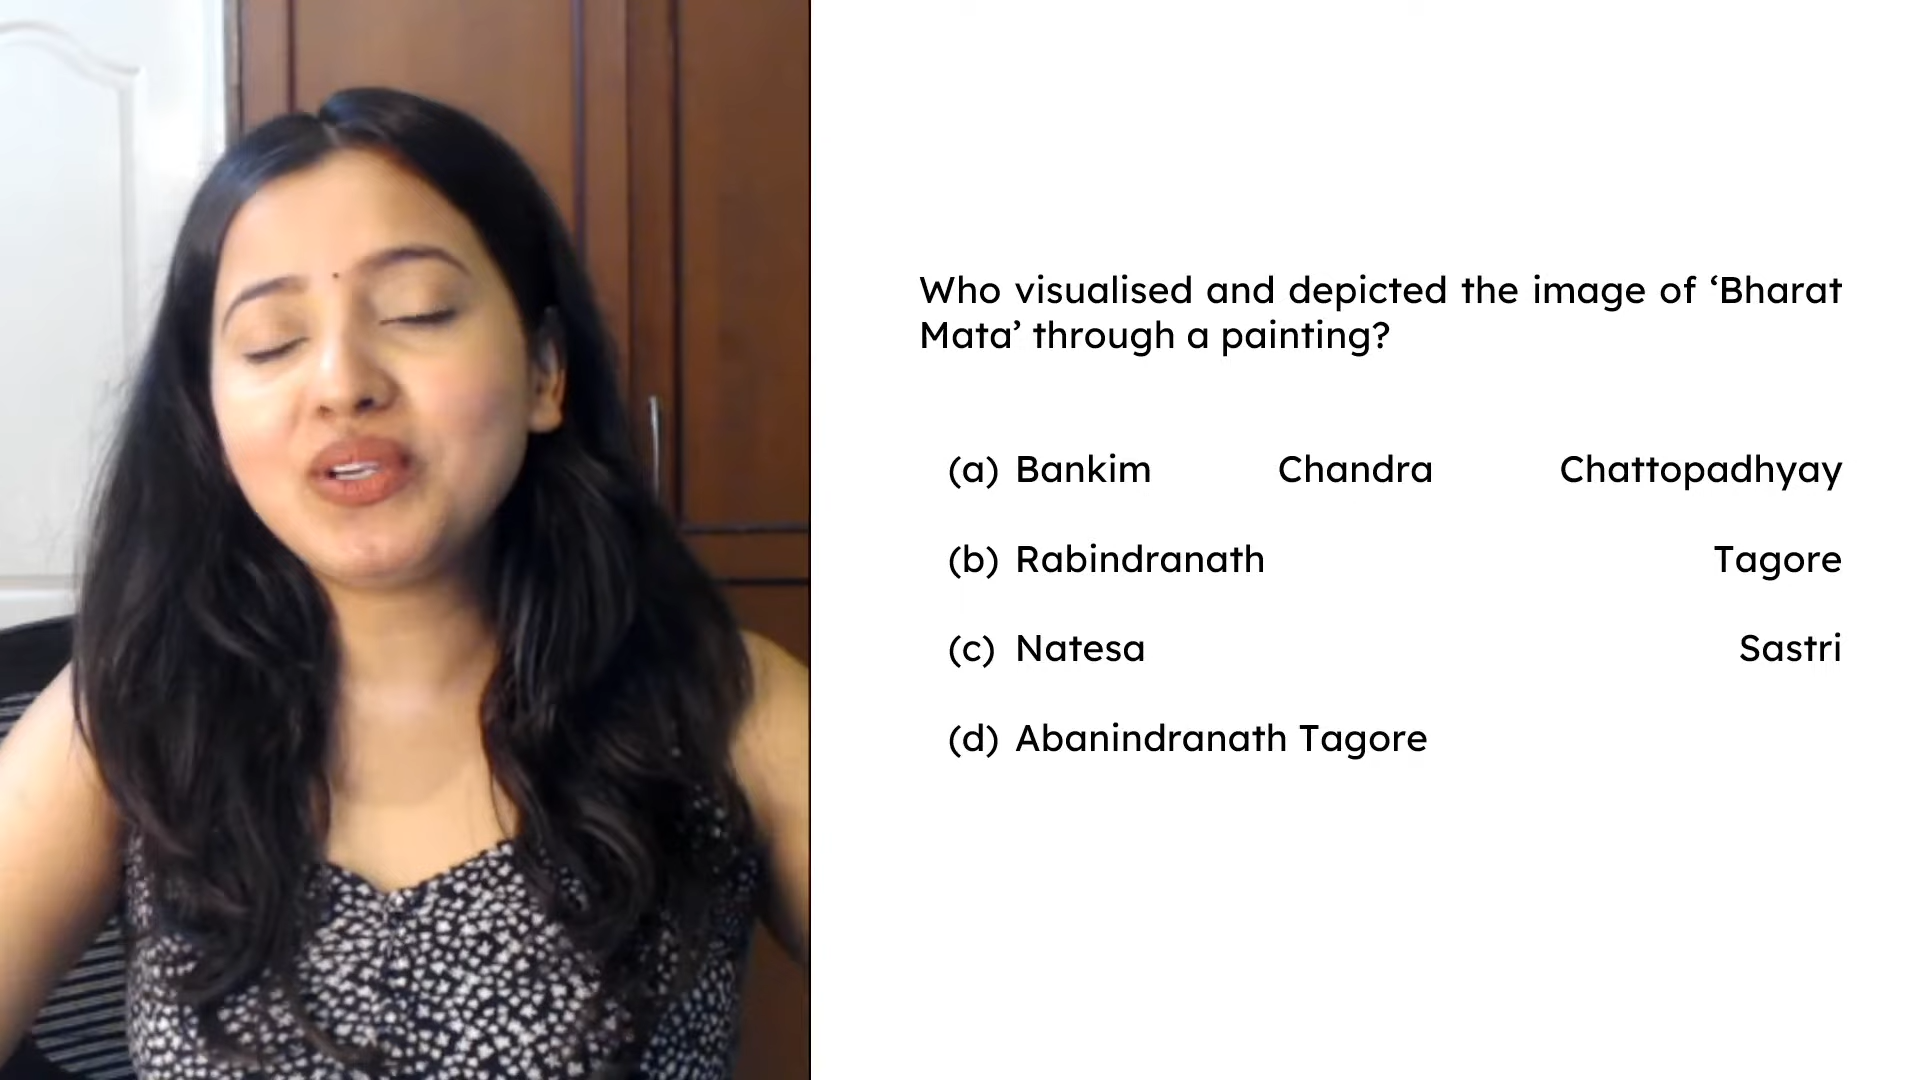 Who visualised and depicted the image of ‘Bharat
Mata’ through a painting?
(a) Bankim Chandra Chattopadhyay
(b) Rabindranath Tagore
(c) Natesa Sastri
(d) Abanindranath Tagore